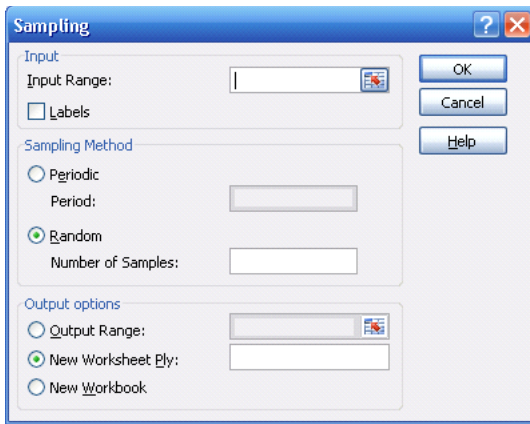 Sampling
Input
Input Range:
Labels
OK
Cancel
Help
Sampling Method
Periodic
Period:
Random
Number of Samples:
Output options
Output Range:
New Worksheet Ply:
New Workbook